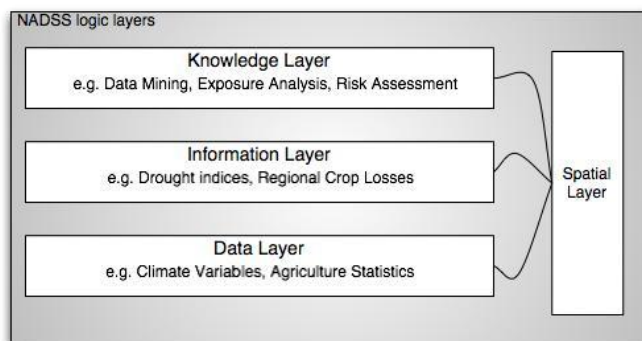 NADSS logic layers
Knowledge Layer
e.g. Data Mining, Exposure Analysis, Risk Assessment
Information Layer
e.g. Drought indices, Regional Crop Losses
Data Layer
e.g. Climate Variables, Agriculture Statistics
Spatial
Layer